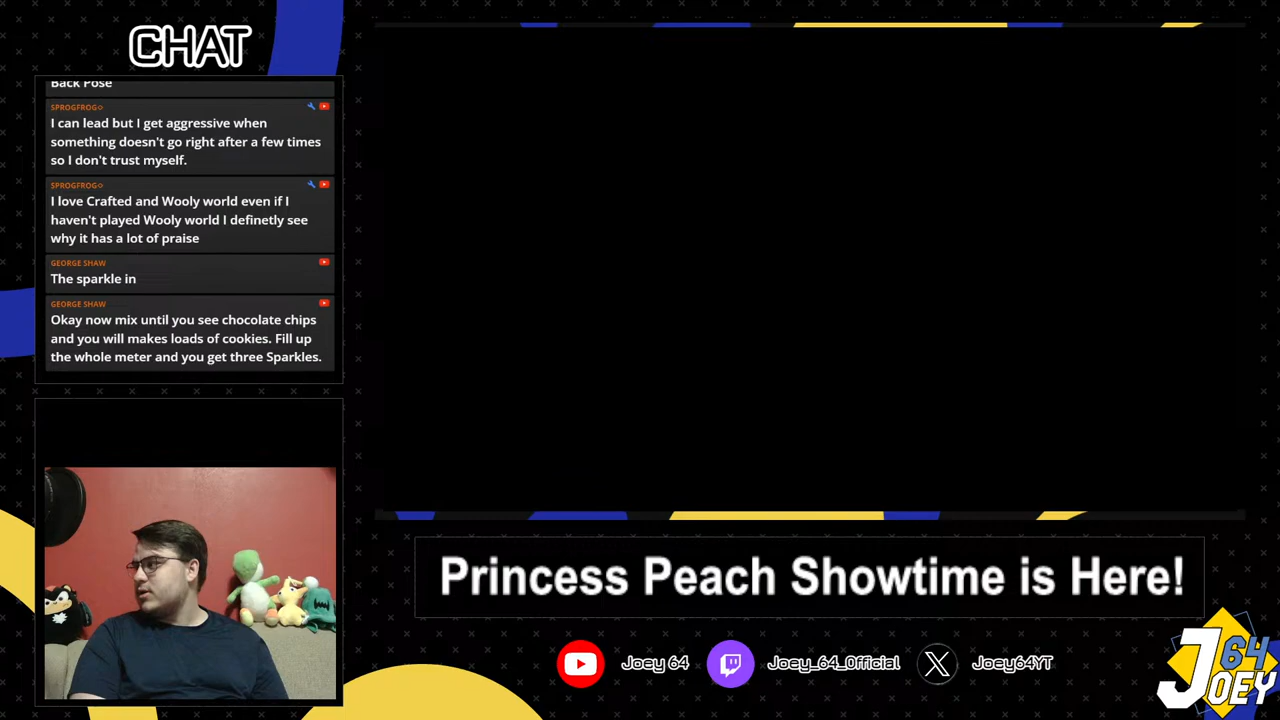 CHAT
Back Pose
SPROGFROG
I can lead but I get aggressive when
something doesn't go right after a few times
so I don't trust myself.
SPROGFROG
I love Crafted and Wooly world even if I
haven't played Wooly world I definetly see
why it has a lot of praise
GEORGE SHAW
The sparkle in
GEORGE SHAW
Okay now mix until you see chocolate chips
and you will makes loads of cookies. Fill up
the whole meter and you get three Sparkles.
Princess Peach Showtime is Here!
Joey 64
Joey_64_Official
Joey64YT
64
JOEY